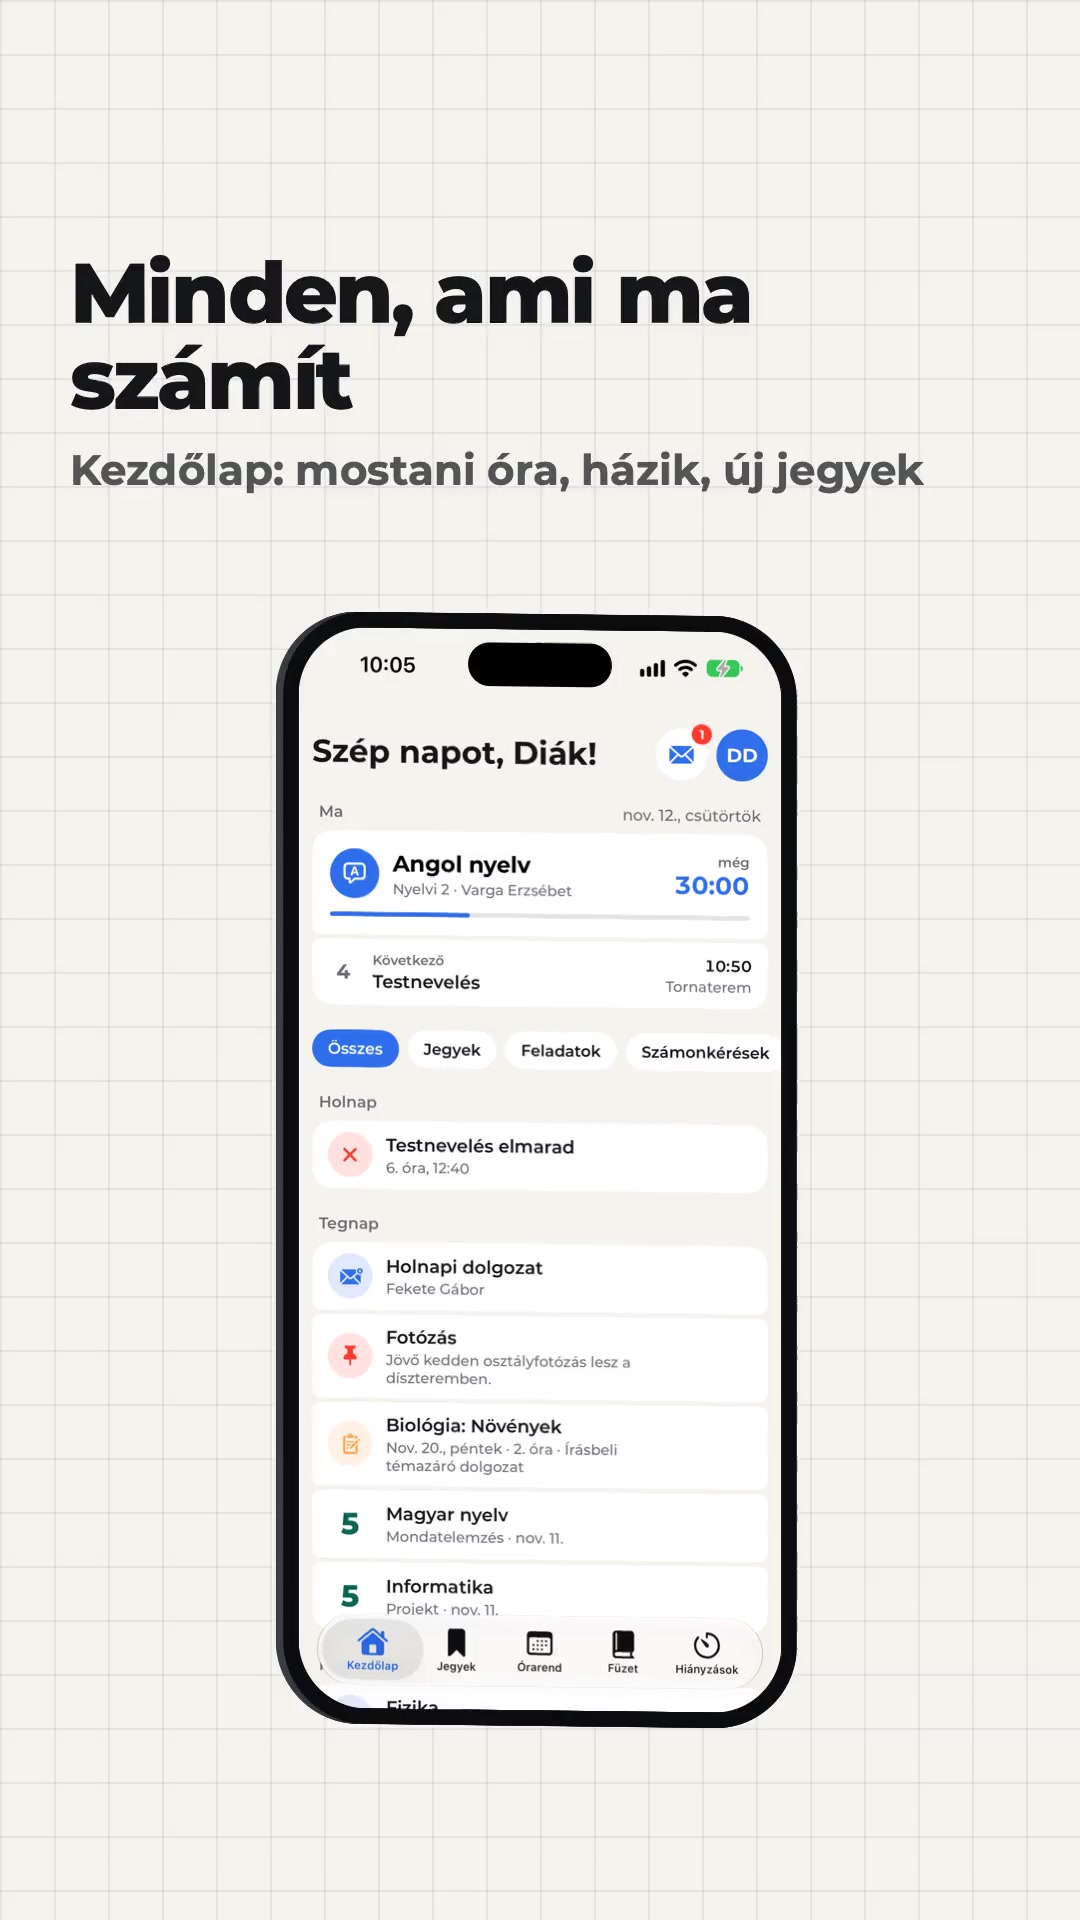 Minden, ami ma
számít
Kezdőlap: mostani óra, házik, új jegyek
10:05
Szép napot, Diák!
1
DD
Ma
nov. 12., csütörtök
A
Angol nyelv
Nyelvi 2 · Varga Erzsébet
még
30:00
4
Következő
Testnevelés
10:50
Tornaterem
Összes
Jegyek
Feladatok
Számonkérések
Holnap
Testnevelés elmarad
6. óra, 12:40
Tegnap
Holnapi dolgozat
Fekete Gábor
Fotózás
Jövő kedden osztályfotózás lesz a
díszteremben.
Biológia: Növények
Nov. 20., péntek · 2. óra · Írásbeli
témazáró dolgozat
5
Magyar nyelv
Mondatelemzés · nov. 11.
5
Informatika
Projekt · nov. 11.
Kezdőlap
Jegyek
Órarend
Füzet
Hiányzások
Fizika